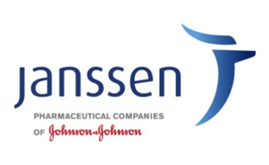 janssen
PHARMACEUTICAL COMPANIES
OF Johnson & Johnson